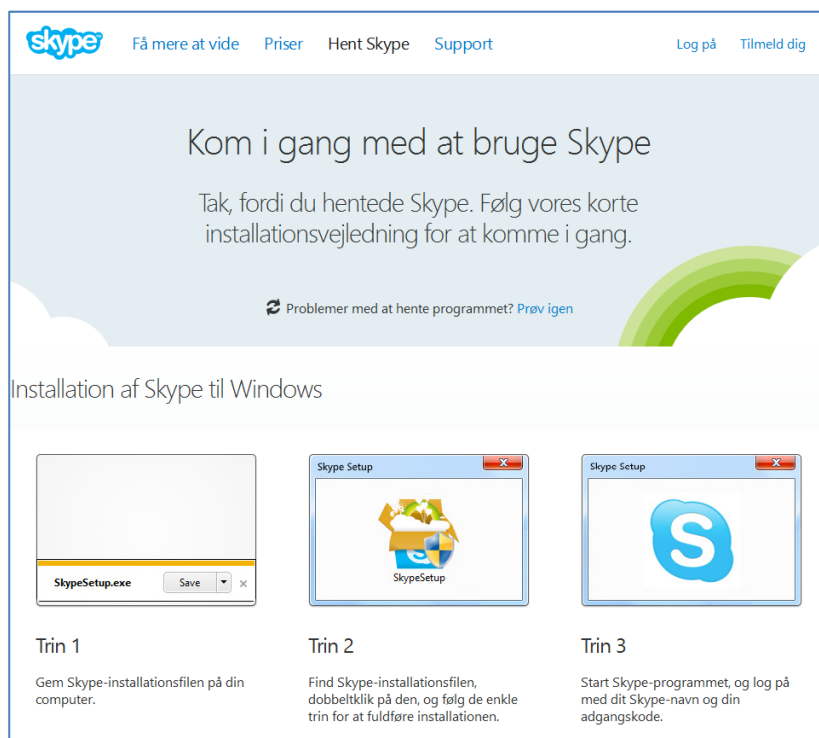 skype
Få mere at vide Priser Hent Skype Support Log på Tilmeld dig
Kom i gang med at bruge Skype
Tak, fordi du hentede Skype. Følg vores korte
installationsvejledning for at komme i gang.
Problemer med at hente programmet? Prøv igen
Installation af Skype til Windows
SkypeSetup.exe Save
Skype Setup
SkypeSetup
Skype Setup
S
Trin 1
Gem Skype-installationsfilen på din
computer.
Trin 2
Find Skype-installationsfilen,
dobbeltklik på den, og følg de enkle
trin for at fuldføre installationen.
Trin 3
Start Skype-programmet, og log på
med dit Skype-navn og din
adgangskode.